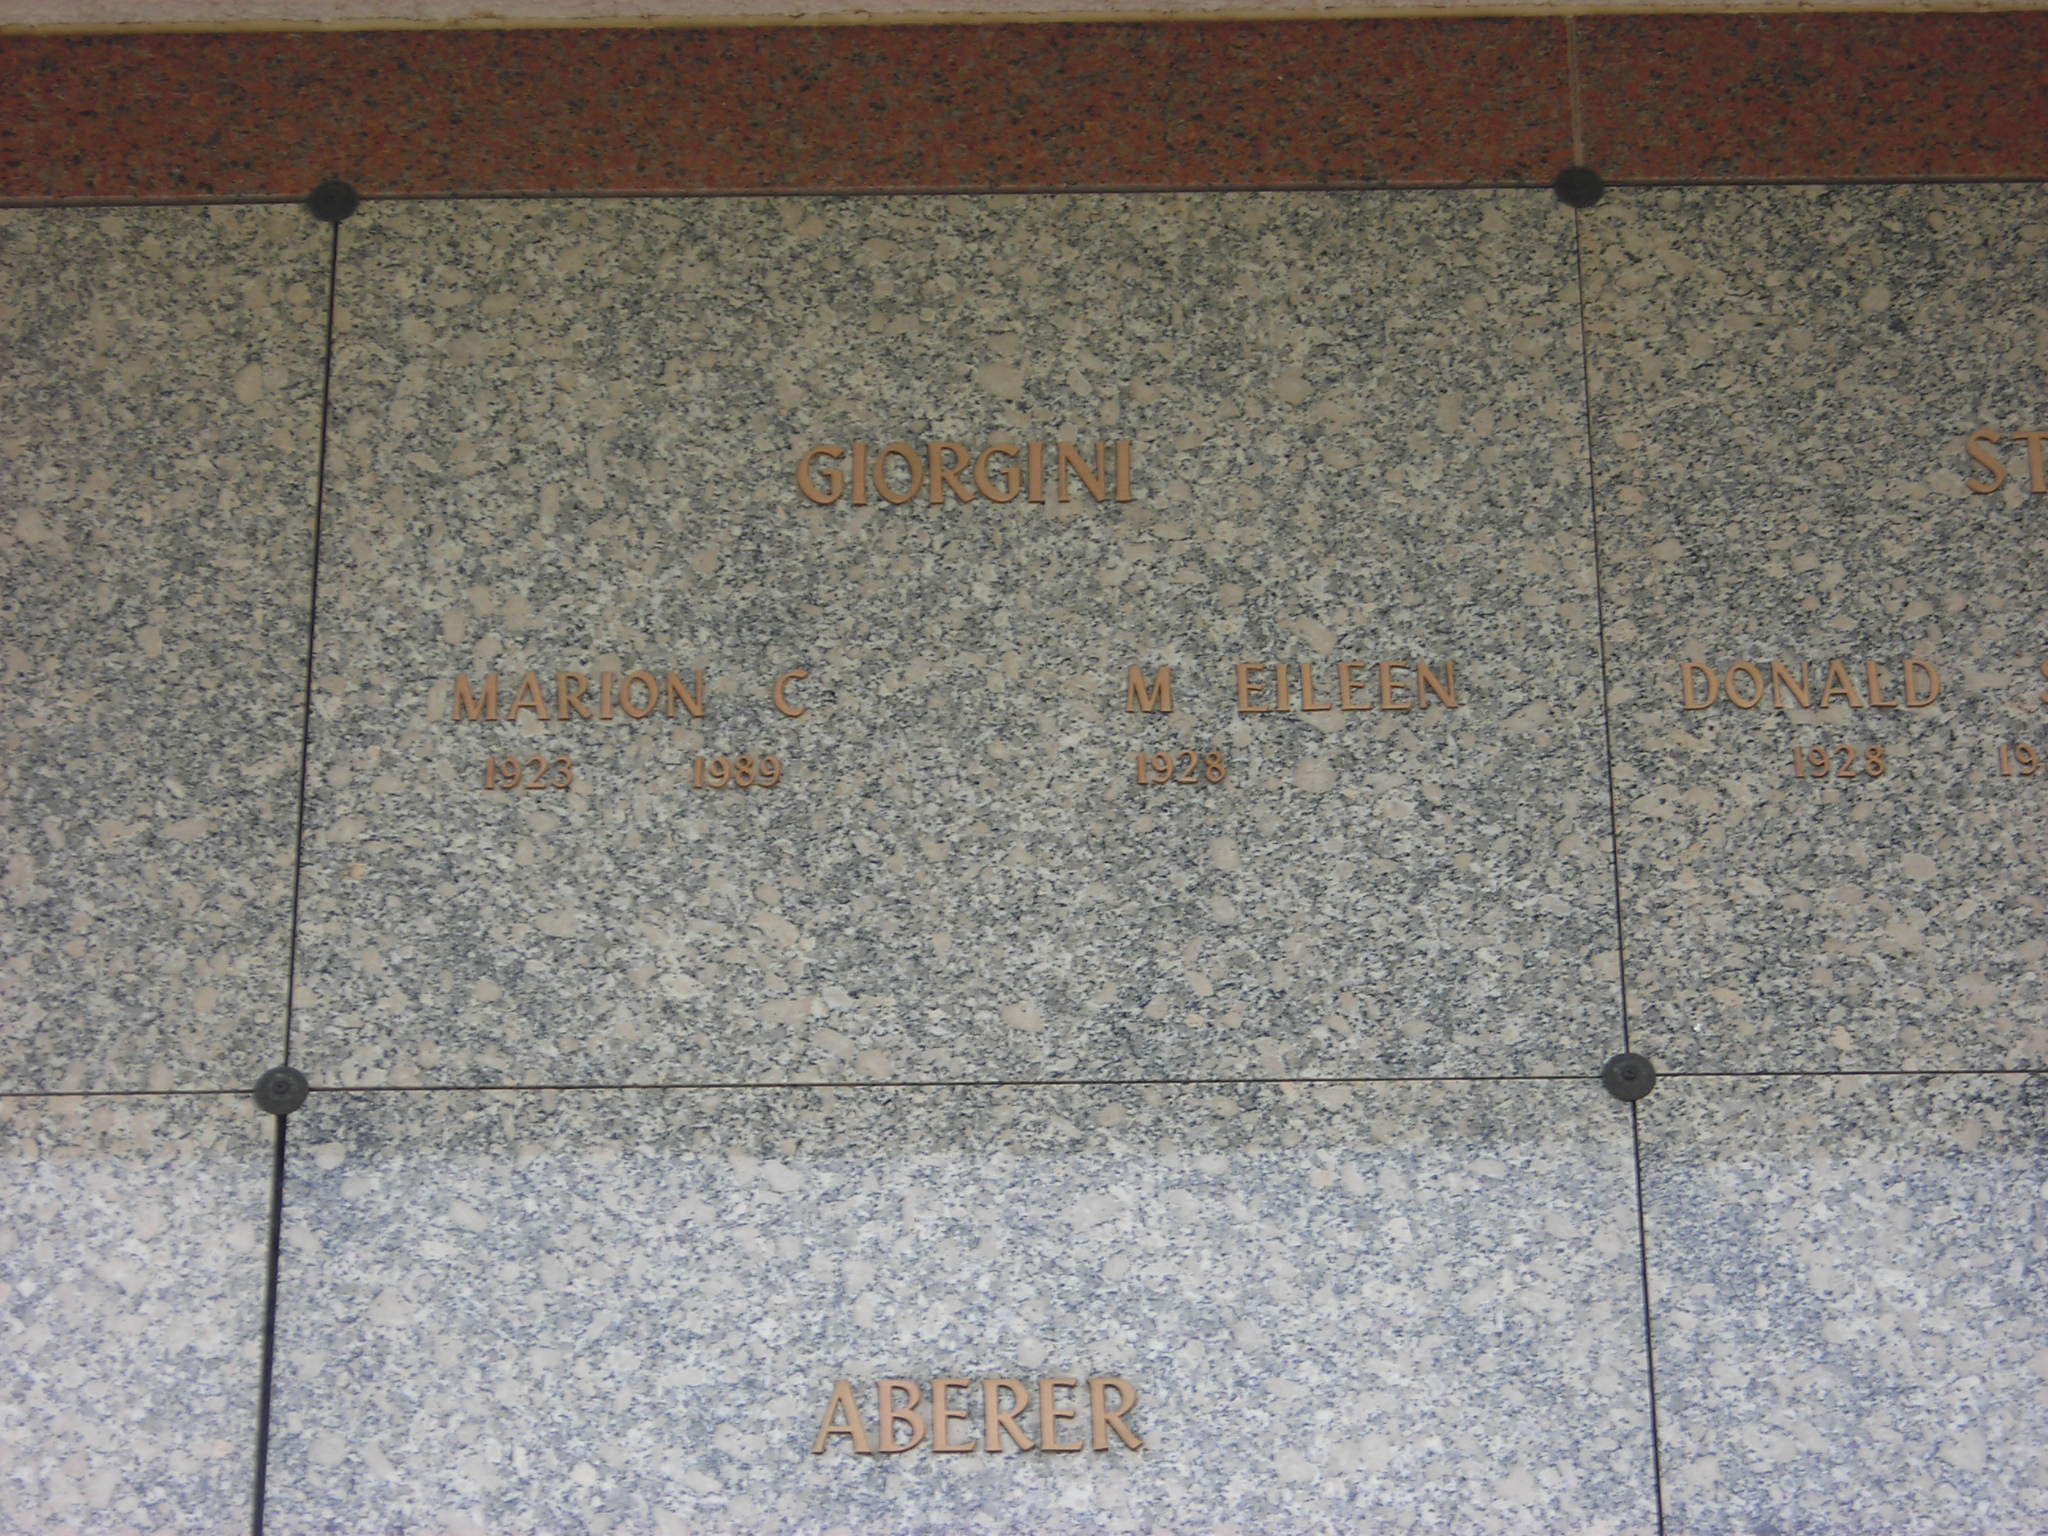 GIORGINI
MARION C
1923 1989
M EILEEN
1928
ST
DONALD S
1928 19
ABERER